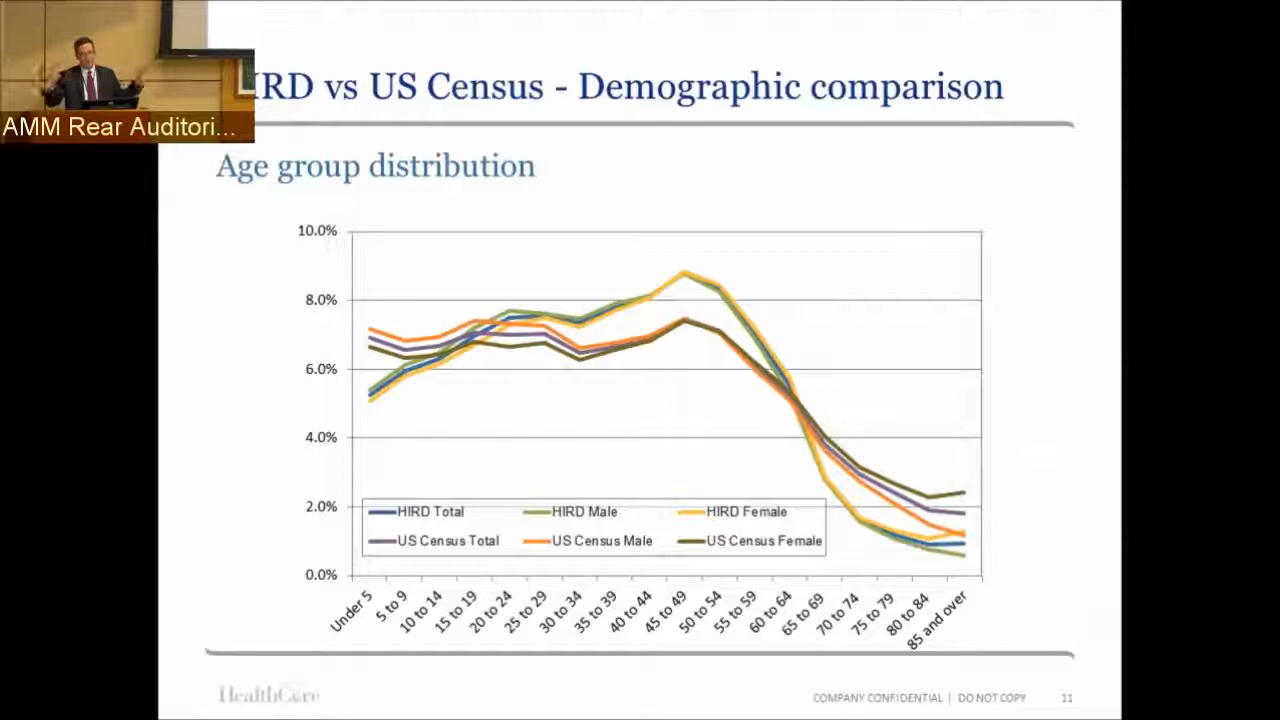 IRD vs US Census - Demographic comparison
AMM Rear Auditori...
Age group distribution
10.0%
8.0%
6.0%
4.0%
2.0%
0.0%
HIRD Total
HIRD Male
HIRD Female
US Census Total
US Census Male
US Census Female
Under 5
5 to 9
10 to 14
15 to 19
20 to 24
25 to 29
30 to 34
35 to 39
40 to 44
45 to 49
50 to 54
55 to 59
60 to 64
65 to 69
70 to 74
75 to 79
80 to 84
85 and over
HealthCore
COMPANY CONFIDENTIAL | DO NOT COPY
11